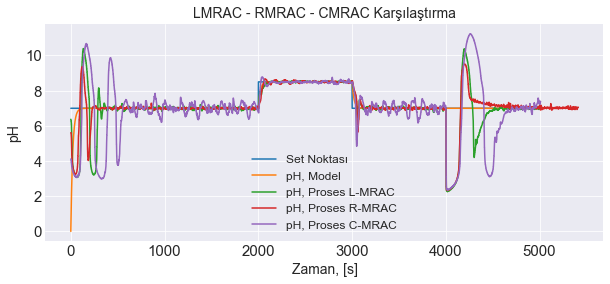 LMRAC - RMRAC - CMRAC Karşılaştırma
pH
10
8
6
4
2
0
Set Noktası
pH, Model
pH, Proses L-MRAC
pH, Proses R-MRAC
pH, Proses C-MRAC
0 1000 2000 3000 4000 5000
Zaman, [s]